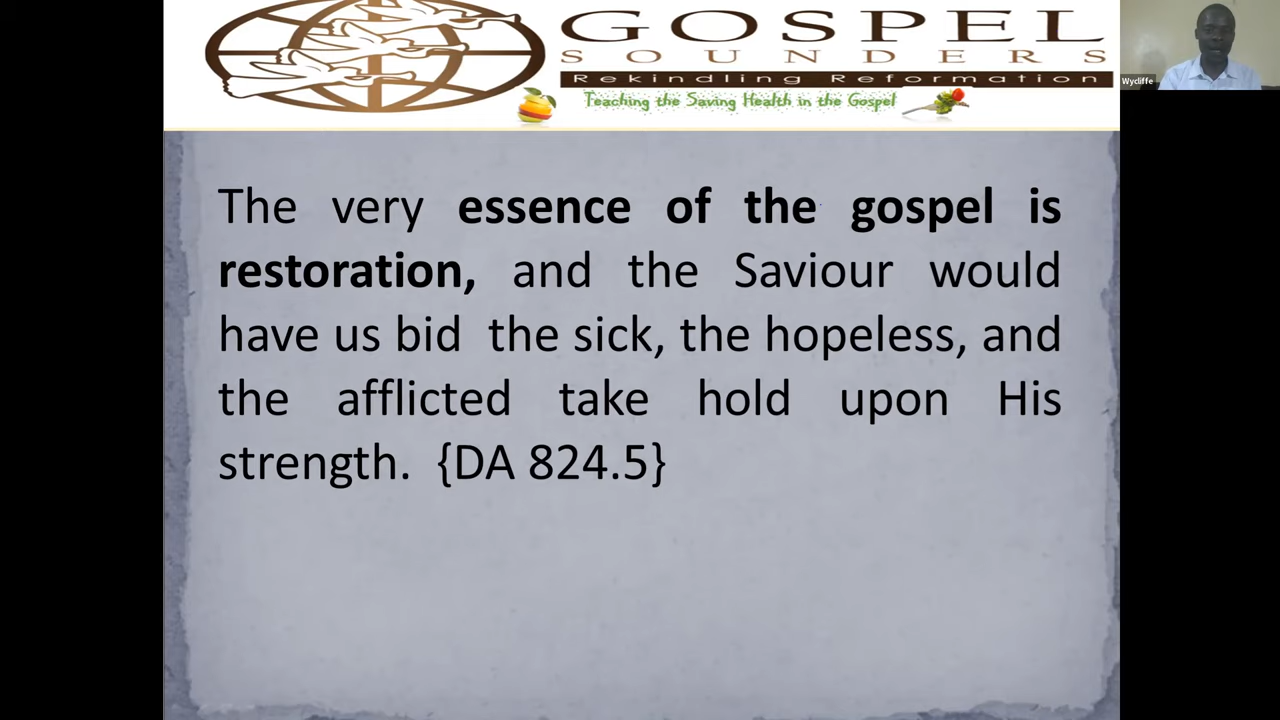 GOSPEL
SOUNDERS
Rekindling Reformation
Teaching the Saving Health in the Gospel
Wycliffe
The very essence of the gospel is
restoration, and the Saviour would
have us bid the sick, the hopeless, and
the afflicted take hold upon His
strength. {DA 824.5}